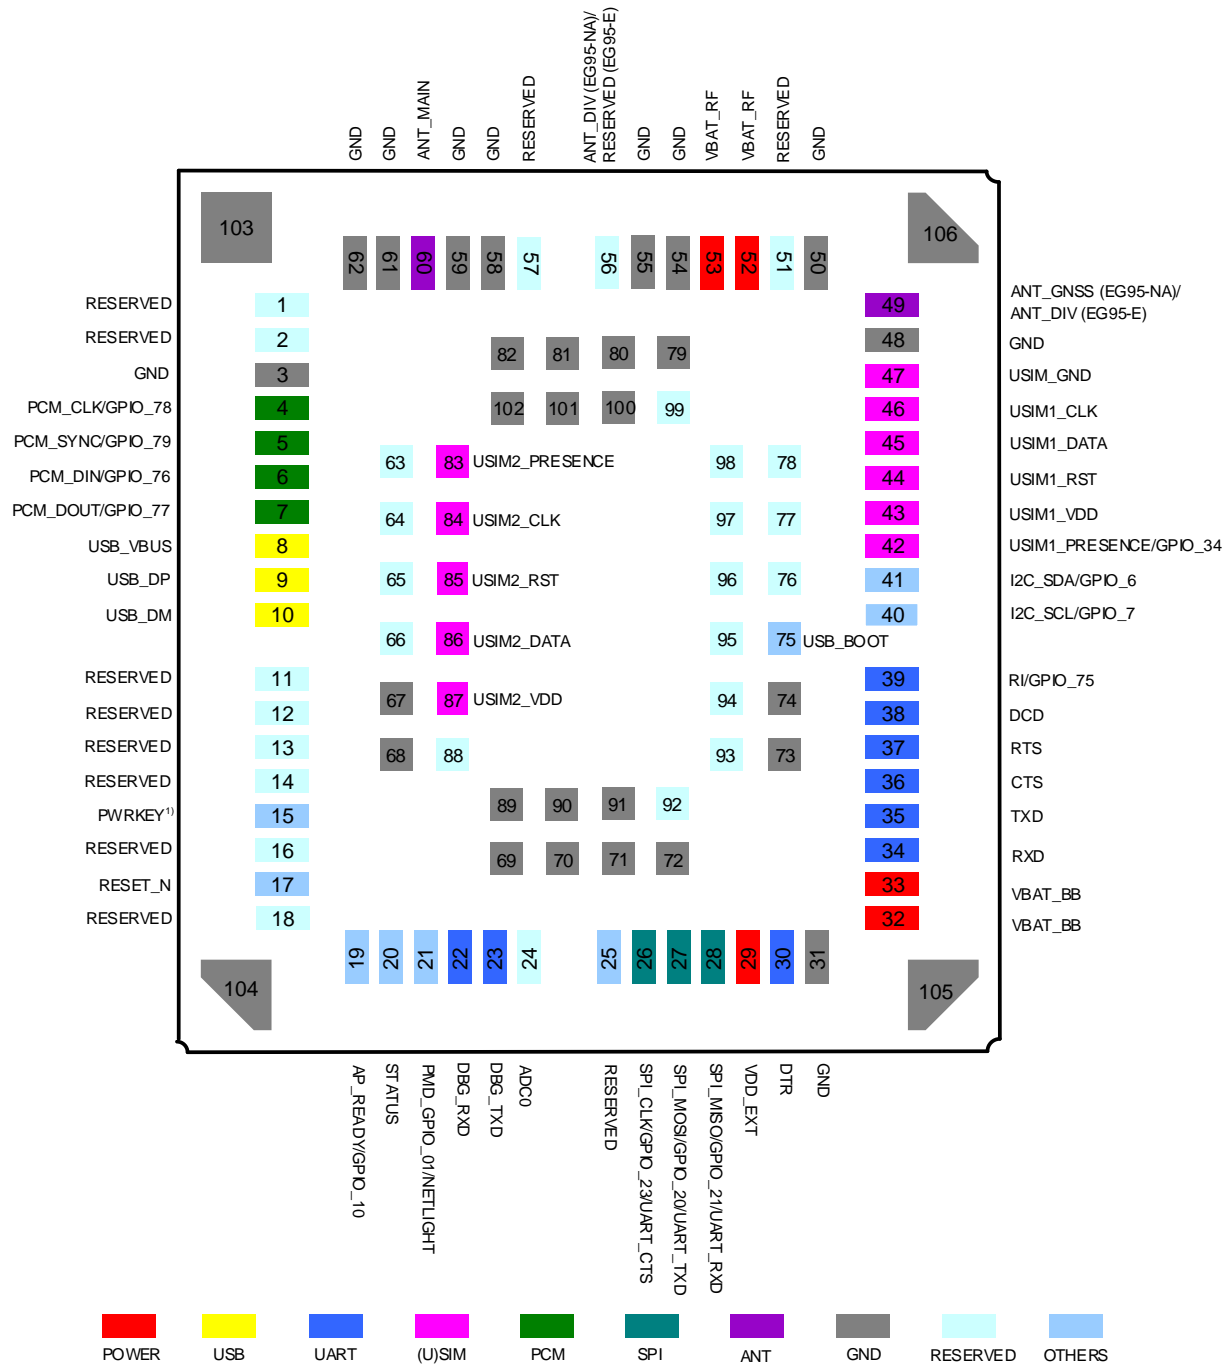 GND
GND
ANT_MAIN
GND
GND
RESERVED
ANT_DIV (EG95-NA)/
RESERVED (EG95-E)
GND
GND
VBAT_RF
VBAT_RF
RESERVED
GND
103
62
61
60
59
58
57
56
55
54
53
52
51
50
106
RESERVED 1
RESERVED 2
GND 3
PCM_CLK/GPIO_78 4
PCM_SYNC/GPIO_79 5
PCM_DIN/GPIO_76 6
PCM_DOUT/GPIO_77 7
USB_VBUS 8
USB_DP 9
USB_DM 10
RESERVED 11
RESERVED 12
RESERVED 13
RESERVED 14
PWRKEY1) 15
RESERVED 16
RESET_N 17
RESERVED 18
82 81 80 79
102 101 100 99
63 83 USIM2_PRESENCE 98 78
64 84 USIM2_CLK 97 77
65 85 USIM2_RST 96 76
66 86 USIM2_DATA 95 75 USB_BOOT
67 87 USIM2_VDD 94 74
68 88 93 73
89 90 91 92
69 70 71 72
49 ANT_GNSS (EG95-NA)/
ANT_DIV (EG95-E)
48 GND
47 USIM_GND
46 USIM1_CLK
45 USIM1_DATA
44 USIM1_RST
43 USIM1_VDD
42 USIM1_PRESENCE/GPIO_34
41 I2C_SDA/GPIO_6
40 I2C_SCL/GPIO_7
39 RI/GPIO_75
38 DCD
37 RTS
36 CTS
35 TXD
34 RXD
33 VBAT_BB
32 VBAT_BB
104
19
20
21
22
23
24
25
26
27
28
29
30
31
105
AP_READY/GPIO_10
STATUS
PMD_GPIO_01/NETLIGHT
DBG_RXD
DBG_TXD
ADC0
RESERVED
SPI_CLK/GPIO_23/UART_CTS
SPI_MOSI/GPIO_20/UART_TXD
SPI_MISO/GPIO_21/UART_RXD
VDD_EXT
DTR
GND
POWER USB UART (U)SIM PCM SPI ANT GND RESERVED OTHERS